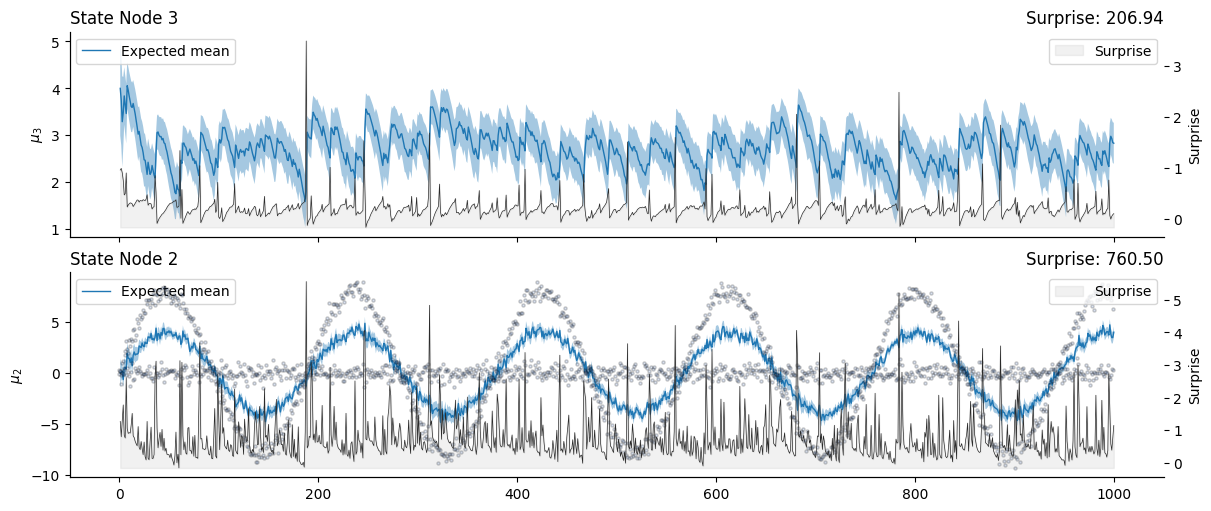 State Node 3
Surprise: 206.94
Expected mean
Surprise
5
4
3
2
1
μ3
3
2
1
0
Surprise
State Node 2
Surprise: 760.50
Expected mean
Surprise
5
0
−5
−10
μ2
5
4
3
2
1
0
Surprise
0
200
400
600
800
1000